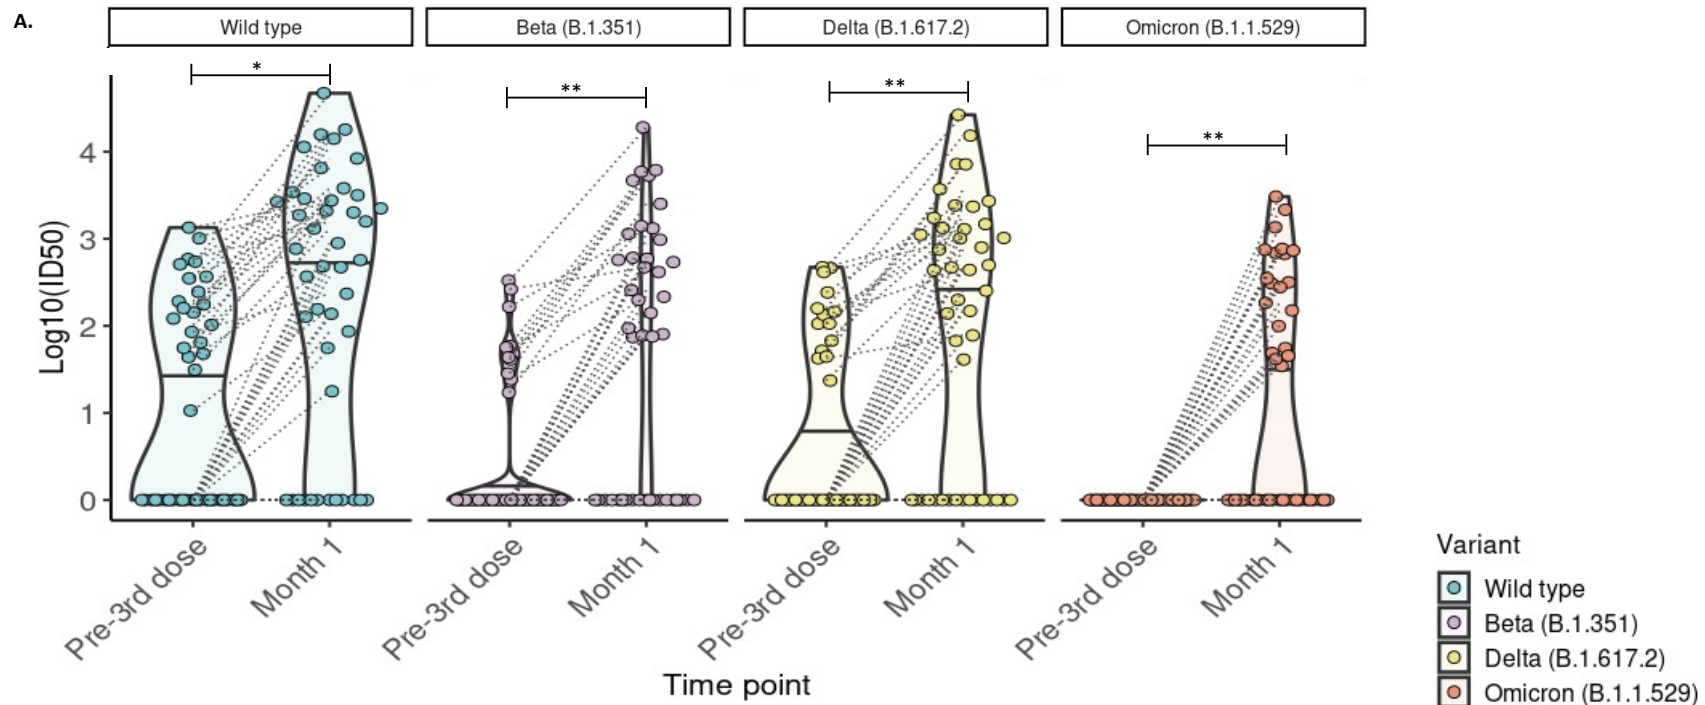 A.
Wild type
Beta (B.1.351)
Delta (B.1.617.2)
Omicron (B.1.1.529)
*
**
**
**
Log10(ID50)
4
3
2
1
0
Pre-3rd dose
Month 1
Pre-3rd dose
Month 1
Pre-3rd dose
Month 1
Pre-3rd dose
Month 1
Time point
Variant
Wild type
Beta (B.1.351)
Delta (B.1.617.2)
Omicron (B.1.1.529)